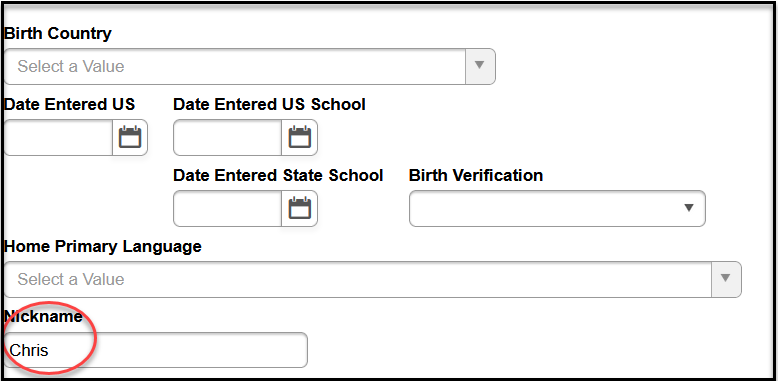 Birth Country
Select a Value
Date Entered US
Date Entered US School
Date Entered State School
Birth Verification
Home Primary Language
Select a Value
Nickname
Chris